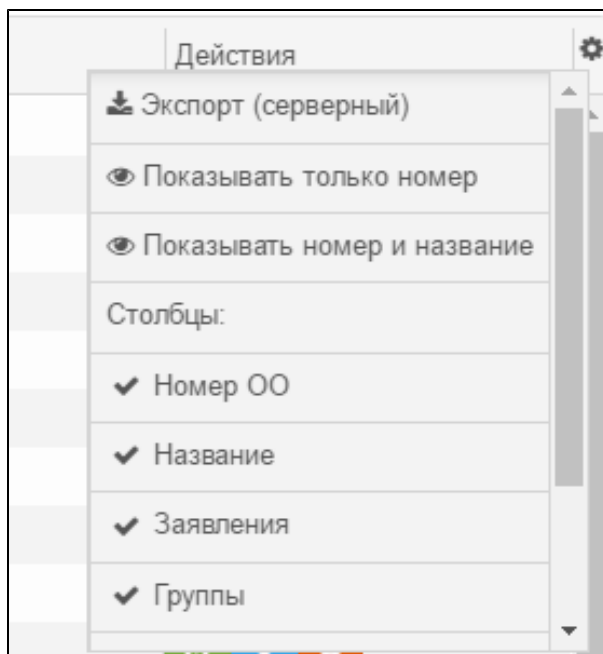 Действия
Экспорт (серверный)
Показывать только номер
Показывать номер и название
Столбцы:
Номер ОО
Название
Заявления
Группы